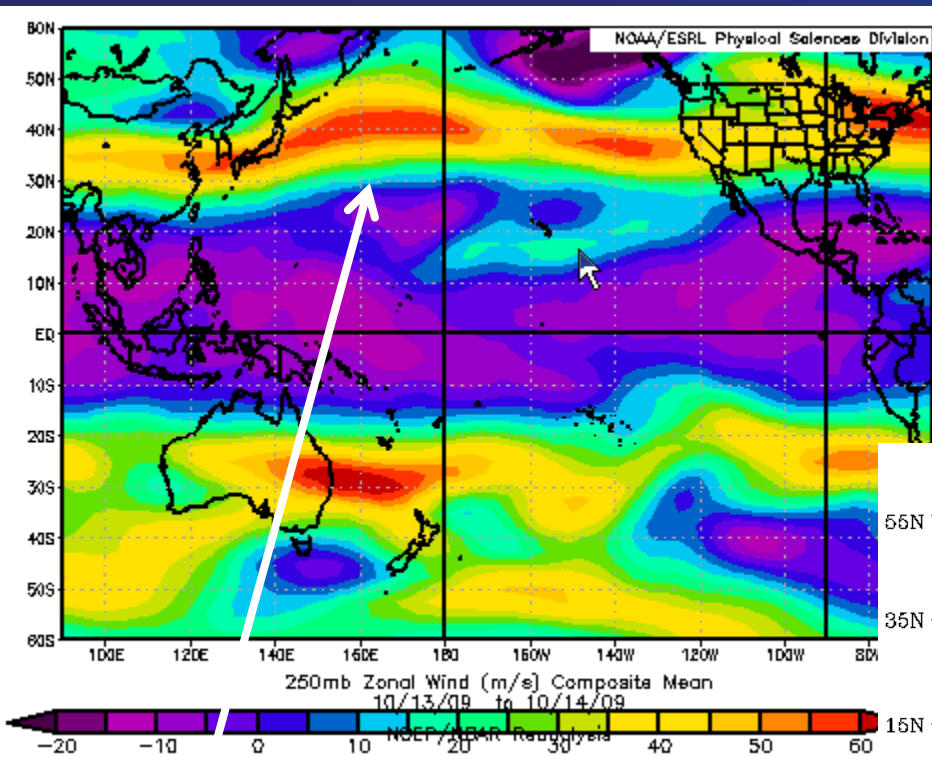 NOAA/ESRL Physical Sciences Division
60N
50N
40N
30N
20N
10N
EQ
10S
20S
30S
40S
50S
60S
55N
35N
15N
100E 120E 140E 160E 180 160W 140W 120W 100W
250mb Zonal Wind (m/s) Composite Mean
10/13/09 to 10/14/09
NCEP/NCAR Reanalysis
-20 -10 0 10 20 30 40 50 60